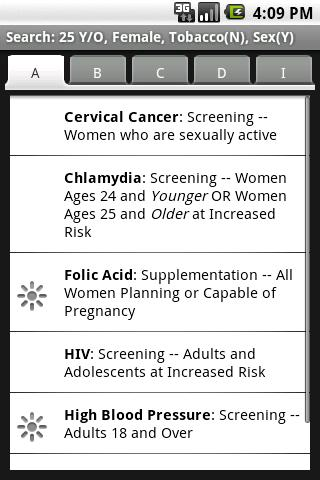 3G 4:09 PM
Search: 25 Y/O, Female, Tobacco(N), Sex(Y)
A B C D I
Cervical Cancer: Screening --
Women who are sexually active
Chlamydia: Screening -- Women
Ages 24 and Younger OR Women
Ages 25 and Older at Increased
Risk
Folic Acid: Supplementation -- All
Women Planning or Capable of
Pregnancy
HIV: Screening -- Adults and
Adolescents at Increased Risk
High Blood Pressure: Screening --
Adults 18 and Over